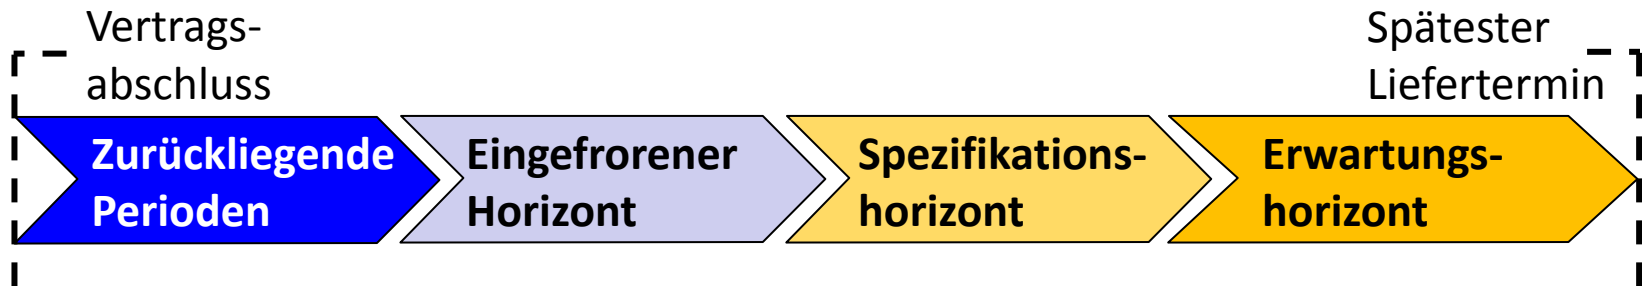 Vertrags-
abschluss
Spätester
Liefertermin
Zurückliegende
Perioden
Eingefrorener
Horizont
Spezifikations-
horizont
Erwartungs-
horizont